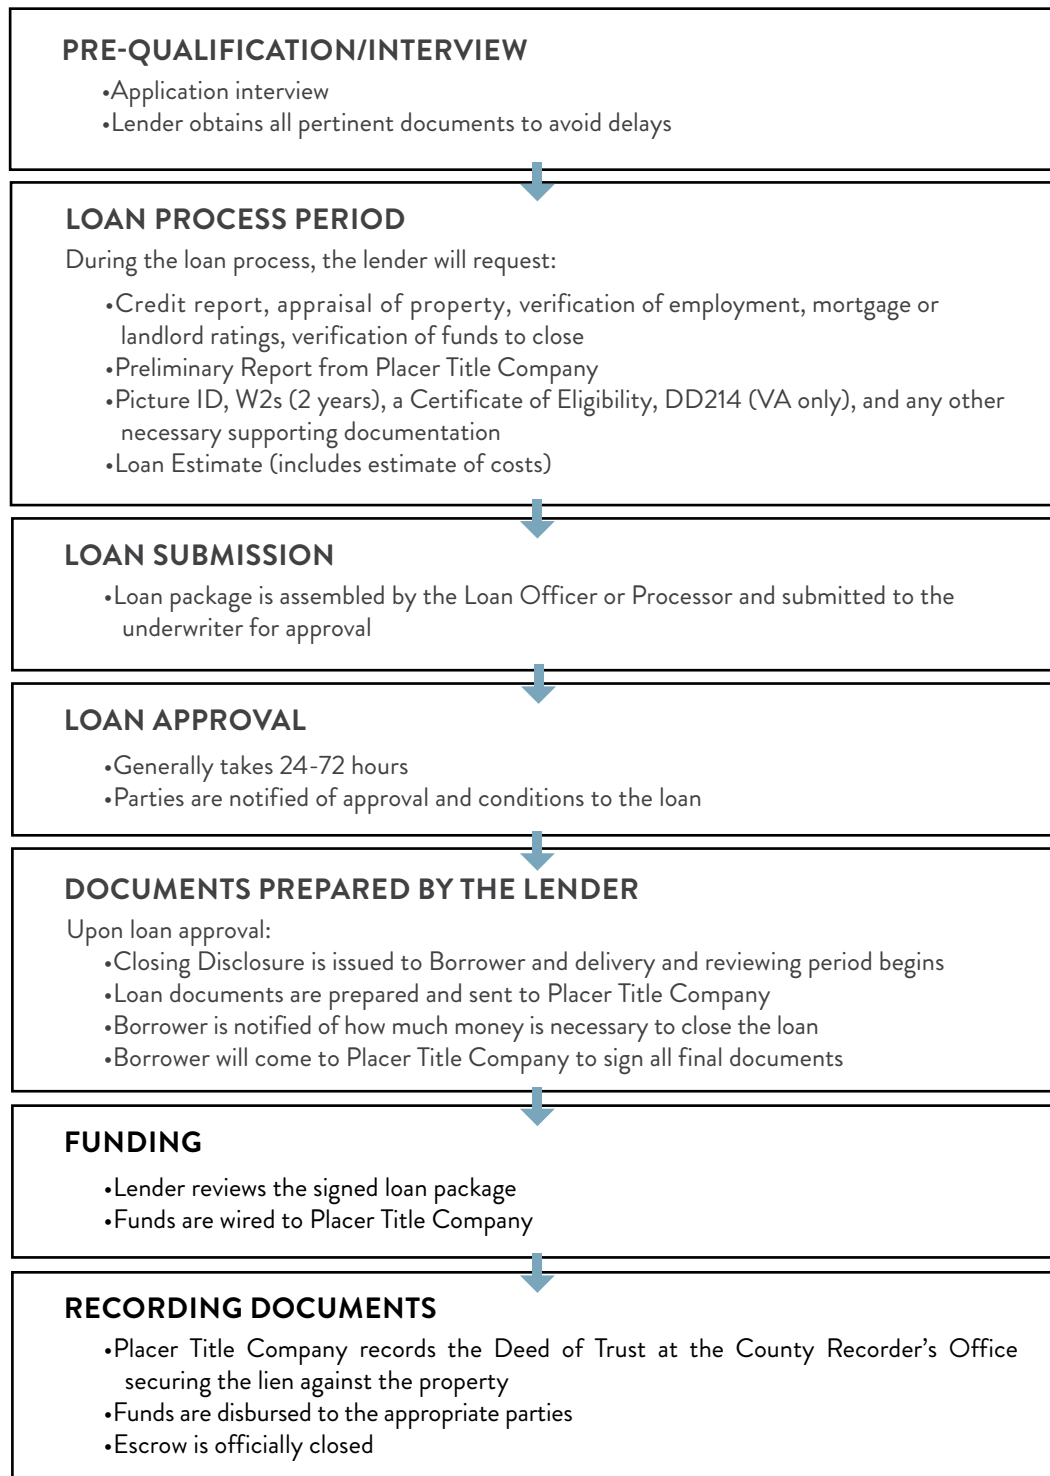 PRE-QUALIFICATION/INTERVIEW
•Application interview
•Lender obtains all pertinent documents to avoid delays
LOAN PROCESS PERIOD
During the loan process, the lender will request:
•Credit report, appraisal of property, verification of employment, mortgage or
landlord ratings, verification of funds to close
•Preliminary Report from Placer Title Company
•Picture ID, W2s (2 years), a Certificate of Eligibility, DD214 (VA only), and any other
necessary supporting documentation
•Loan Estimate (includes estimate of costs)
LOAN SUBMISSION
•Loan package is assembled by the Loan Officer or Processor and submitted to the
underwriter for approval
LOAN APPROVAL
•Generally takes 24-72 hours
•Parties are notified of approval and conditions to the loan
DOCUMENTS PREPARED BY THE LENDER
Upon loan approval:
•Closing Disclosure is issued to Borrower and delivery and reviewing period begins
•Loan documents are prepared and sent to Placer Title Company
•Borrower is notified of how much money is necessary to close the loan
•Borrower will come to Placer Title Company to sign all final documents
FUNDING
•Lender reviews the signed loan package
•Funds are wired to Placer Title Company
RECORDING DOCUMENTS
•Placer Title Company records the Deed of Trust at the County Recorder’s Office
securing the lien against the property
•Funds are disbursed to the appropriate parties
•Escrow is officially closed